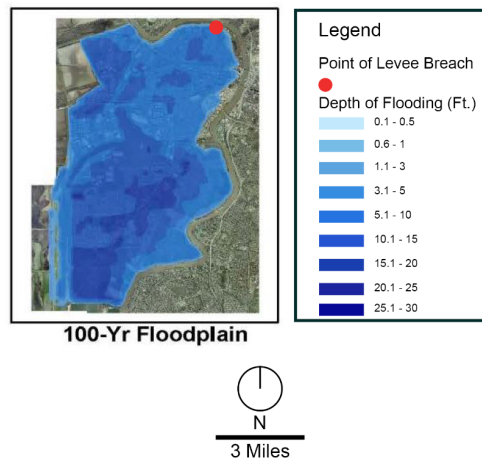 Legend
Point of Levee Breach
Depth of Flooding (Ft.)
0.1 - 0.5
0.6 - 1
1.1 - 3
3.1 - 5
5.1 - 10
10.1 - 15
15.1 - 20
20.1 - 25
25.1 - 30
100-Yr Floodplain
N
3 Miles